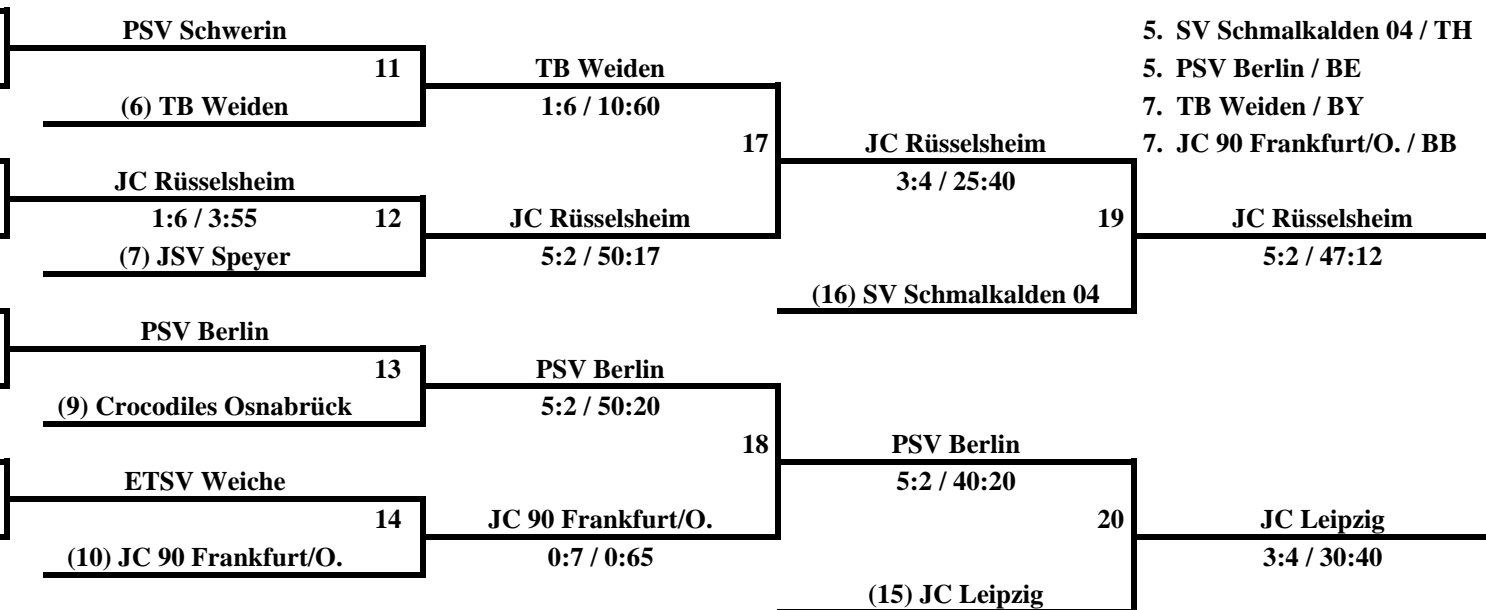 PSV Schwerin
5. SV Schmalkalden 04 / TH
11
TB Weiden
5. PSV Berlin / BE
(6) TB Weiden
1:6 / 10:60
7. TB Weiden / BY
17
JC Rüsselsheim
7. JC 90 Frankfurt/O. / BB
JC Rüsselsheim
3:4 / 25:40
1:6 / 3:55
12
JC Rüsselsheim
19
JC Rüsselsheim
(7) JSV Speyer
5:2 / 50:17
5:2 / 47:12
(16) SV Schmalkalden 04
PSV Berlin
13
PSV Berlin
(9) Crocodiles Osnabrück
5:2 / 50:20
18
PSV Berlin
ETSV Weiche
5:2 / 40:20
14
JC 90 Frankfurt/O.
20
JC Leipzig
(10) JC 90 Frankfurt/O.
0:7 / 0:65
3:4 / 30:40
(15) JC Leipzig